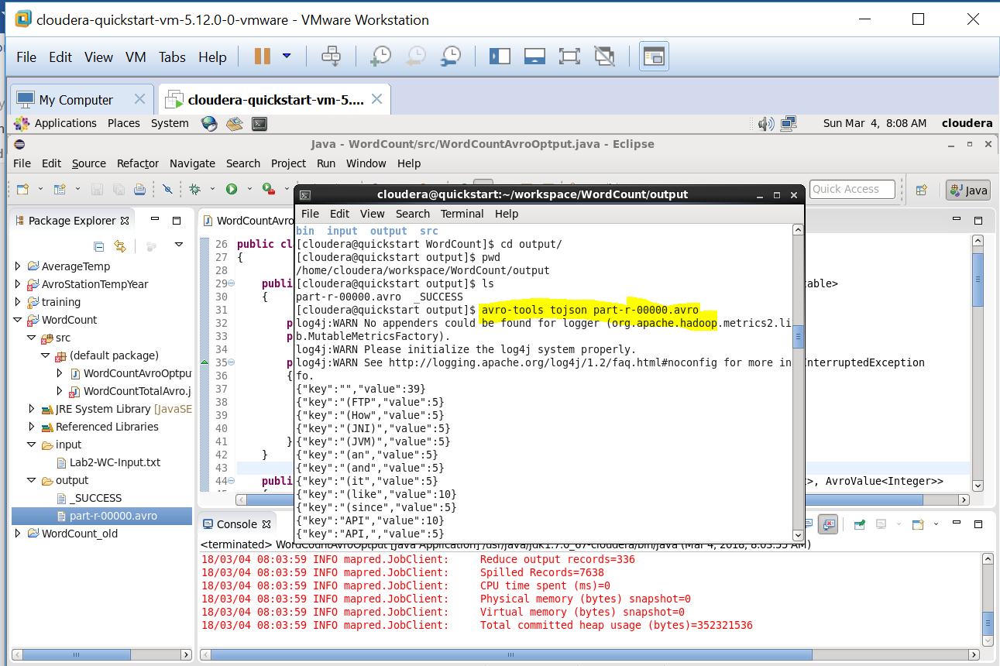 cloudera-quickstart-vm-5.12.0-0-vmware - VMware Workstation
File Edit View VM Tabs Help
My Computer
cloudera-quickstart-vm-5....
Applications Places System
Sun Mar 4, 8:08 AM cloudera
Java - WordCount/src/WordCountAvroOptput.java - Eclipse
File Edit Source Refactor Navigate Search Project Run Window Help
Quick Access
Java
cloudera@quickstart:~/workspace/WordCount/output
File Edit View Search Terminal Help
bin input output src
[cloudera@quickstart WordCount]$ cd output/
[cloudera@quickstart output]$ pwd
/home/cloudera/workspace/WordCount/output
[cloudera@quickstart output]$ ls
part-r-00000.avro _SUCCESS
[cloudera@quickstart output]$ avro-tools tojson part-r-00000.avro
log4j:WARN No appenders could be found for logger (org.apache.hadoop.metrics2.li
b.MutableMetricsFactory).
log4j:WARN Please initialize the log4j system properly.
log4j:WARN See http://logging.apache.org/log4j/1.2/faq.html#noconfig for more in
fo.
{"key":"","value":39}
{"key":"(FTP","value":5}
{"key":"(How","value":5}
{"key":"(JNI)","value":5}
{"key":"(JVM)","value":5}
{"key":"(an","value":5}
{"key":"(and","value":5}
{"key":"(it","value":5}
{"key":"(like","value":10}
{"key":"(since","value":5}
{"key":"API","value":10}
{"key":"API,","value":5}
Package Explorer
AverageTemp
AvroStationTempYear
training
WordCount
src
(default package)
WordCountAvroOptpu
WordCountTotalAvro.j
JRE System Library [JavaSE
Referenced Libraries
input
Lab2-WC-Input.txt
output
_SUCCESS
part-r-00000.avro
WordCount_old
WordCountAvro
26 public cl
27 {
28
29 publi
table>
30 {
31
32 p
33 p
34
35 p
InterruptedException
36 {
37
38
39
40
41 }
42 }
43
44 publi
t>, AvroValue<Integer>>
Console
<terminated> WordCountAvroOptput [Java Application] /usr/java/jdk1.7.0_67-cloudera/bin/java (Mar 4, 2018, 8:03:55 AM)
18/03/04 08:03:59 INFO mapred.JobClient: Reduce output records=336
18/03/04 08:03:59 INFO mapred.JobClient: Spilled Records=7638
18/03/04 08:03:59 INFO mapred.JobClient: CPU time spent (ms)=0
18/03/04 08:03:59 INFO mapred.JobClient: Physical memory (bytes) snapshot=0
18/03/04 08:03:59 INFO mapred.JobClient: Virtual memory (bytes) snapshot=0
18/03/04 08:03:59 INFO mapred.JobClient: Total committed heap usage (bytes)=352321536